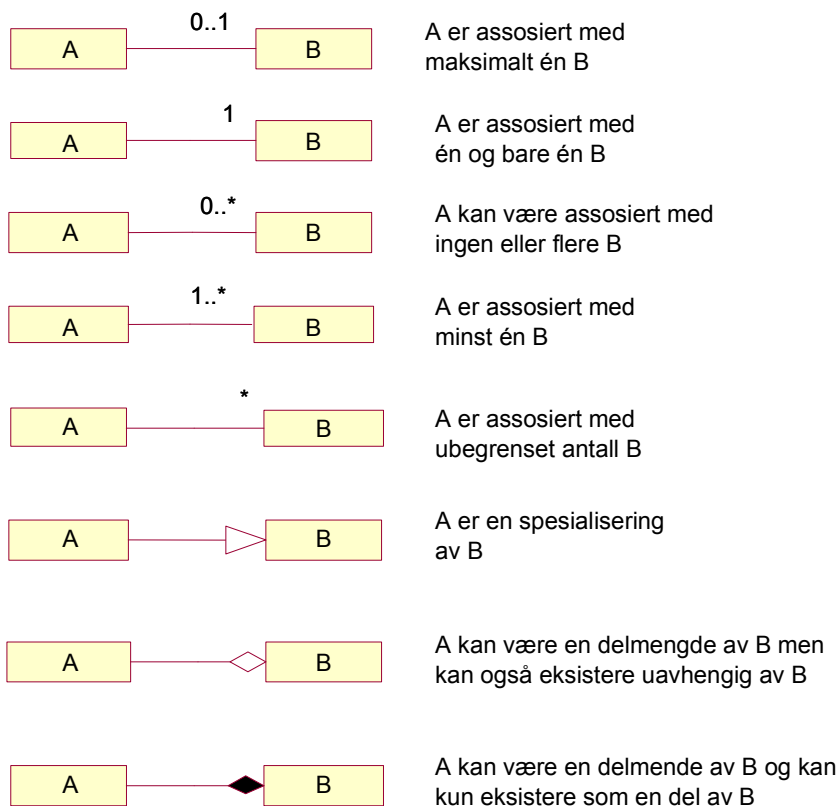 0..1
A B
A er assosiert med
maksimalt én B
1
A B
A er assosiert med
én og bare én B
0..*
A B
A kan være assosiert med
ingen eller flere B
1..*
A B
A er assosiert med
minst én B
*
A B
A er assosiert med
ubegrenset antall B
A B
A er en spesialisering
av B
A B
A kan være en delmengde av B men
kan også eksistere uavhengig av B
A B
A kan være en delmende av B og kan
kun eksistere som en del av B